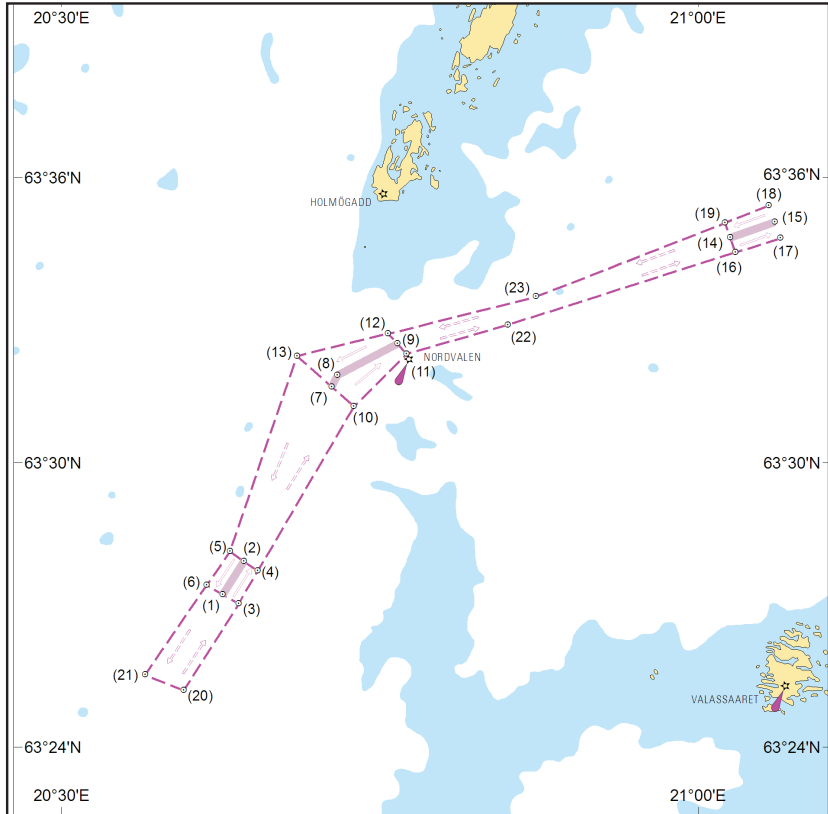 20°30'E 21°00'E
63°36'N 63°36'N
HOLMÖGADD
(18)
(19) (15)
(14)
(17)
(16)
(23)
(22)
(12)
(9)
(13) NORDVALEN
(8) (11)
(7)
(10)
63°30'N 63°30'N
(5) (2)
(4)
(6)
(1) (3)
(21)
(20)
VALASSAARET
63°24'N 63°24'N
20°30'E 21°00'E